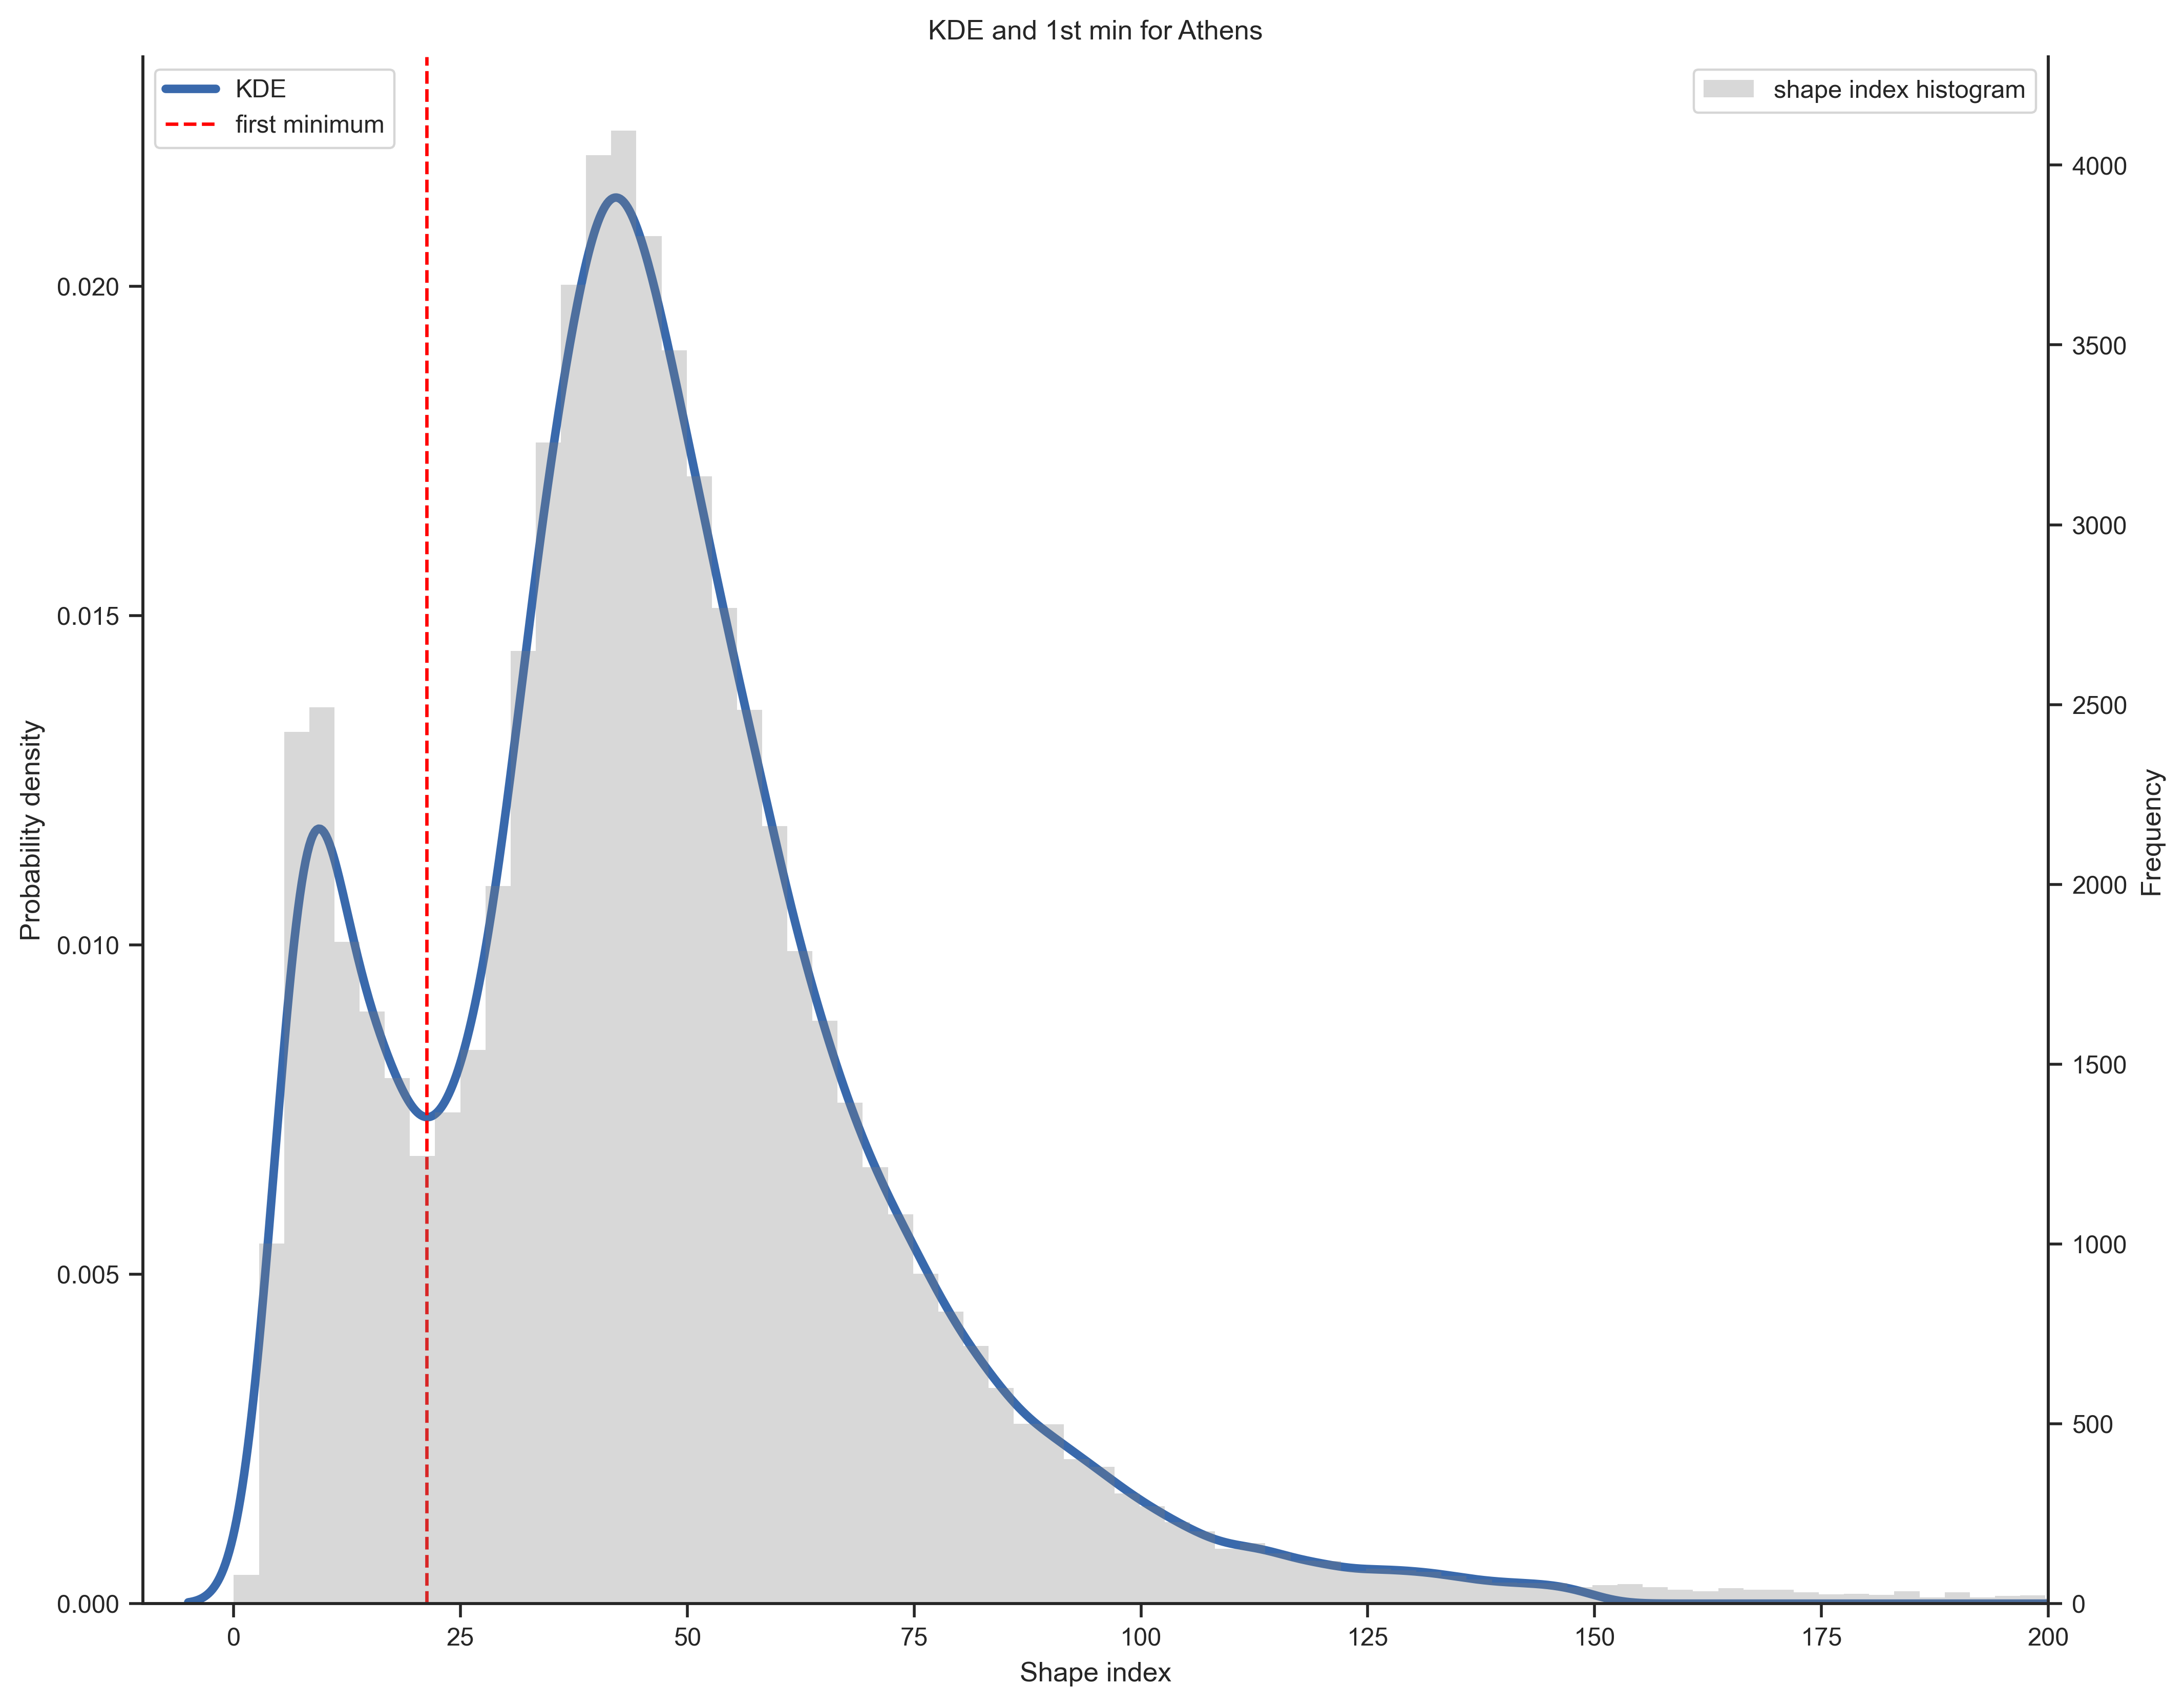 KDE and 1st min for Athens
KDE
first minimum
shape index histogram
0.020
0.015
0.010
0.005
0.000
Probability density
4000
3500
3000
2500
2000
1500
1000
500
0
Frequency
0 25 50 75 100 125 150 175 200
Shape index